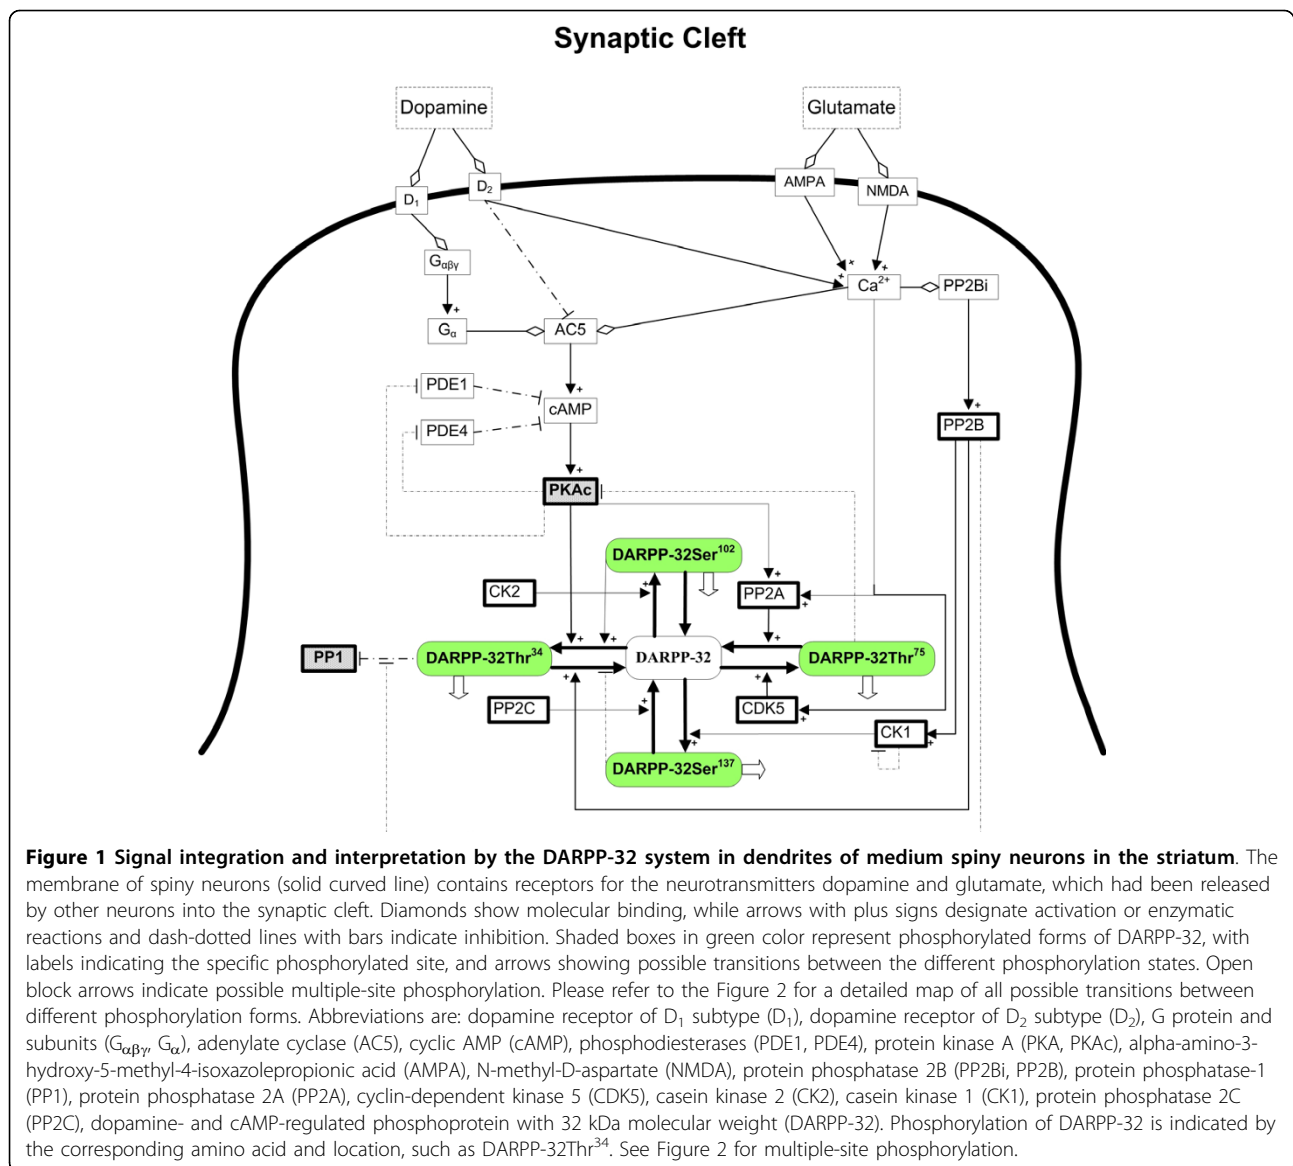 Synaptic Cleft
Dopamine
Glutamate
D₂
AMPA
D₁
NMDA
Gαβγ
+
+
+
Ca²⁺
PP2Bi
+
Gα
AC5
PDE1
+
cAMP
+
PDE4
PP2B
+
PKAc
DARPP-32Ser¹⁰²
+
CK2
+
PP2A
+
+
+
+
PP1
DARPP-32Thr³⁴
DARPP-32
DARPP-32Thr⁷⁵
+
+
PP2C
+
CDK5
+
CK1
+
+
DARPP-32Ser¹³⁷
Figure 1 Signal integration and interpretation by the DARPP-32 system in dendrites of medium spiny neurons in the striatum. The
membrane of spiny neurons (solid curved line) contains receptors for the neurotransmitters dopamine and glutamate, which had been released
by other neurons into the synaptic cleft. Diamonds show molecular binding, while arrows with plus signs designate activation or enzymatic
reactions and dash-dotted lines with bars indicate inhibition. Shaded boxes in green color represent phosphorylated forms of DARPP-32, with
labels indicating the specific phosphorylated site, and arrows showing possible transitions between the different phosphorylation states. Open
block arrows indicate possible multiple-site phosphorylation. Please refer to the Figure 2 for a detailed map of all possible transitions between
different phosphorylation forms. Abbreviations are: dopamine receptor of D₁ subtype (D₁), dopamine receptor of D₂ subtype (D₂), G protein and
subunits (Gαβγ, Gα), adenylate cyclase (AC5), cyclic AMP (cAMP), phosphodiesterases (PDE1, PDE4), protein kinase A (PKA, PKAc), alpha-amino-3-
hydroxy-5-methyl-4-isoxazolepropionic acid (AMPA), N-methyl-D-aspartate (NMDA), protein phosphatase 2B (PP2Bi, PP2B), protein phosphatase-1
(PP1), protein phosphatase 2A (PP2A), cyclin-dependent kinase 5 (CDK5), casein kinase 2 (CK2), casein kinase 1 (CK1), protein phosphatase 2C
(PP2C), dopamine- and cAMP-regulated phosphoprotein with 32 kDa molecular weight (DARPP-32). Phosphorylation of DARPP-32 is indicated by
the corresponding amino acid and location, such as DARPP-32Thr³⁴. See Figure 2 for multiple-site phosphorylation.